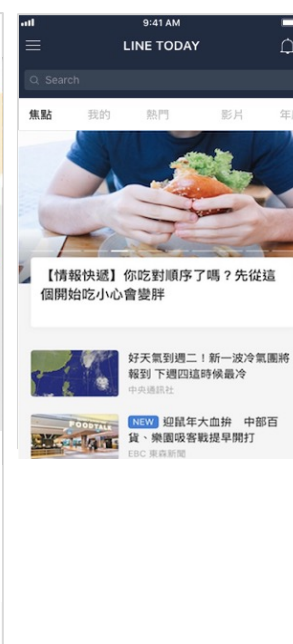 9:41 AM
LINE TODAY
Search
焦點 我的 熱門 影片
【情報快遞】你吃對順序了嗎？先從這
個開始吃小心會變胖
好天氣到週二！新一波冷氣團將
報到 下週四這時候最冷
中央通訊社
FOODTALK
NEW 迎鼠年大血拚 中部百
貨、樂園吸客戰提早開打
EBC 東森新聞